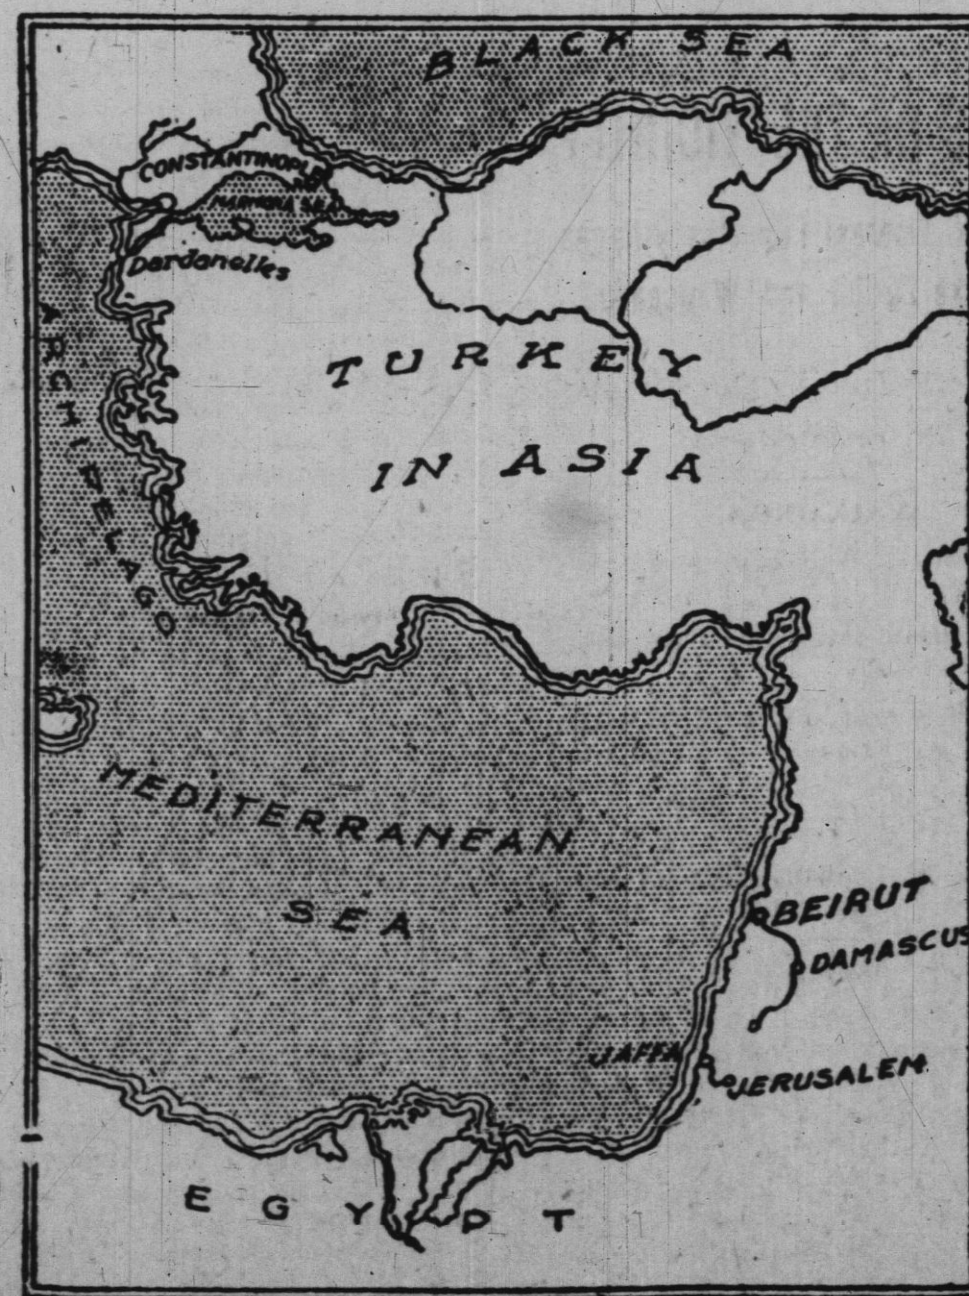 BLACK SEA
CONSTANTINOPLE
MARMORA SEA
Dardanelles
ARCHIPELAGO
TURKEY
IN ASIA
MEDITERRANEAN
SEA
BEIRUT
DAMASCUS
JAFFA
JERUSALEM
EGYPT